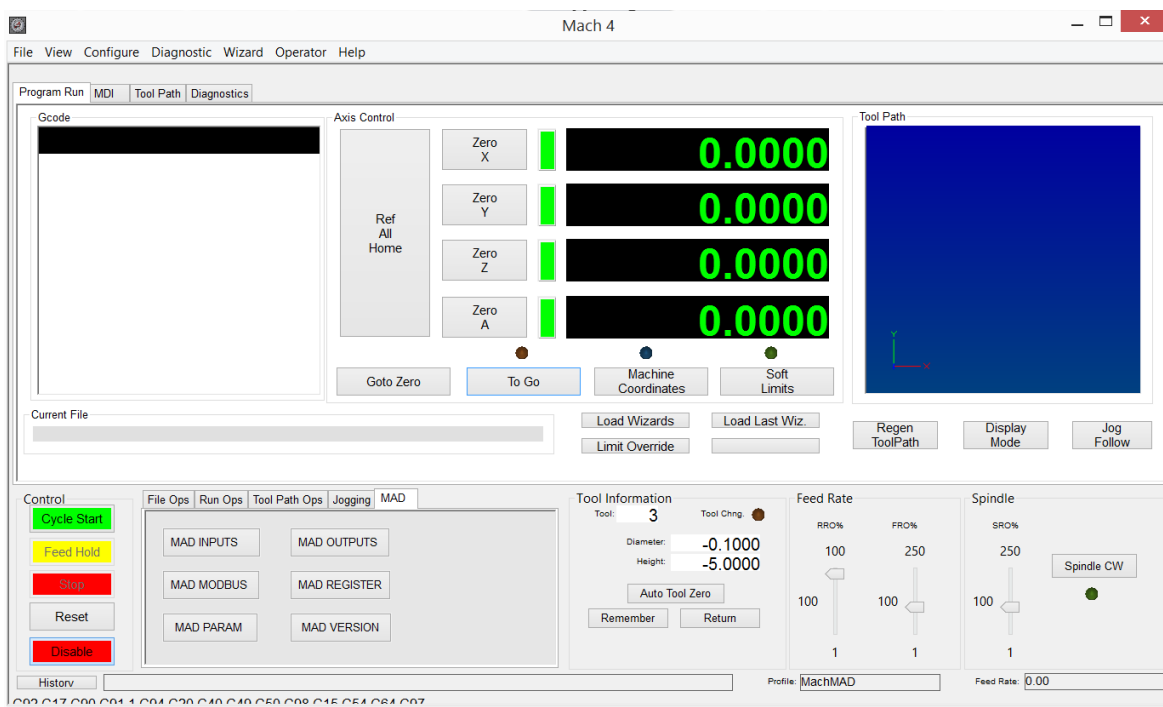 Mach 4
File View Configure Diagnostic Wizard Operator Help
Program Run MDI Tool Path Diagnostics
Gcode
Axis Control
Ref
All
Home
Zero
X
0.0000
Zero
Y
0.0000
Zero
Z
0.0000
Zero
A
0.0000
Goto Zero
To Go
Machine
Coordinates
Soft
Limits
Tool Path
Y
X
Current File
Load Wizards
Load Last Wiz.
Limit Override
Regen
ToolPath
Display
Mode
Jog
Follow
Control
Cycle Start
Feed Hold
Stop
Reset
Disable
File Ops Run Ops Tool Path Ops Jogging MAD
MAD INPUTS MAD OUTPUTS
MAD MODBUS MAD REGISTER
MAD PARAM MAD VERSION
Tool Information
Tool: 3 Tool Chng.
Diameter: -0.1000
Height: -5.0000
Auto Tool Zero
Remember Return
Feed Rate
RRO% FRO%
100 250
100 100
1 1
Spindle
SRO%
250
100
1
Spindle CW
History
Profile: MachMAD
Feed Rate: 0.00